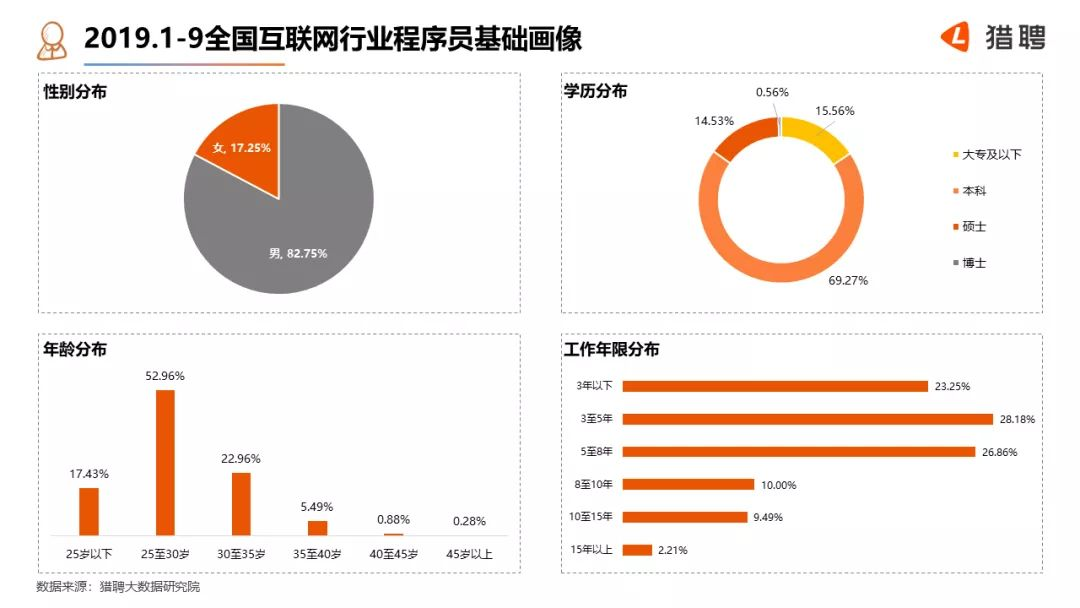 2019.1-9全国互联网行业程序员基础画像
L 猎聘
性别分布
女, 17.25%
男, 82.75%
学历分布
0.56%
15.56%
14.53%
69.27%
大专及以下
本科
硕士
博士
年龄分布
17.43%
52.96%
22.96%
5.49%
0.88%
0.28%
25岁以下
25至30岁
30至35岁
35至40岁
40至45岁
45岁以上
工作年限分布
3年以下 23.25%
3至5年 28.18%
5至8年 26.86%
8至10年 10.00%
10至15年 9.49%
15年以上 2.21%
数据来源：猎聘大数据研究院